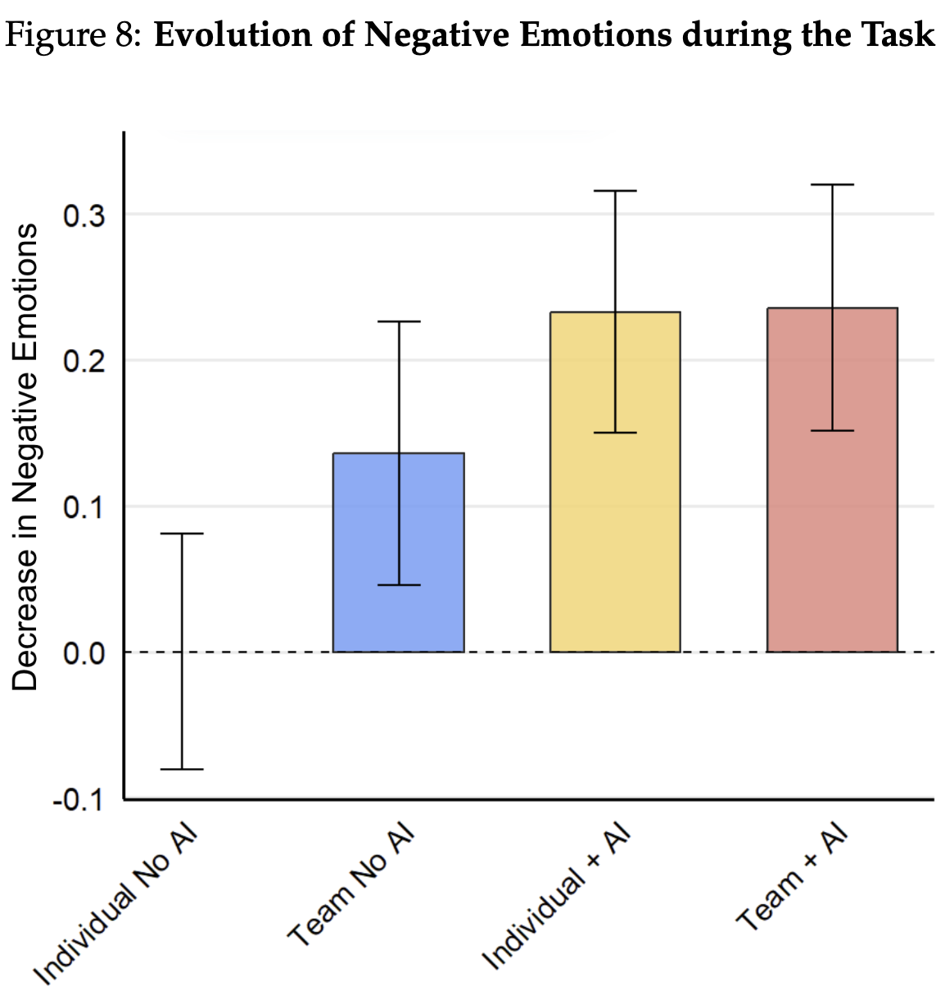 Figure 8: Evolution of Negative Emotions during the Task
Decrease in Negative Emotions
0.3
0.2
0.1
0.0
-0.1
Individual No AI
Team No AI
Individual + AI
Team + AI